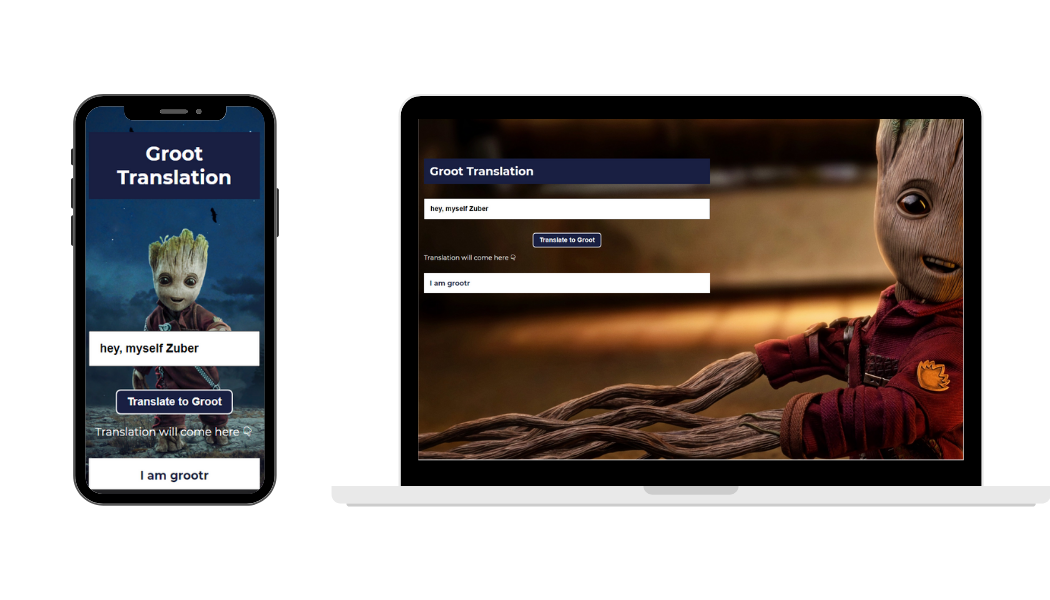 Groot
Translation
hey, myself Zuber
Translate to Groot
Translation will come here 👇
I am grootr
Groot Translation
hey, myself Zuber
Translate to Groot
Translation will come here 👇
I am grootr